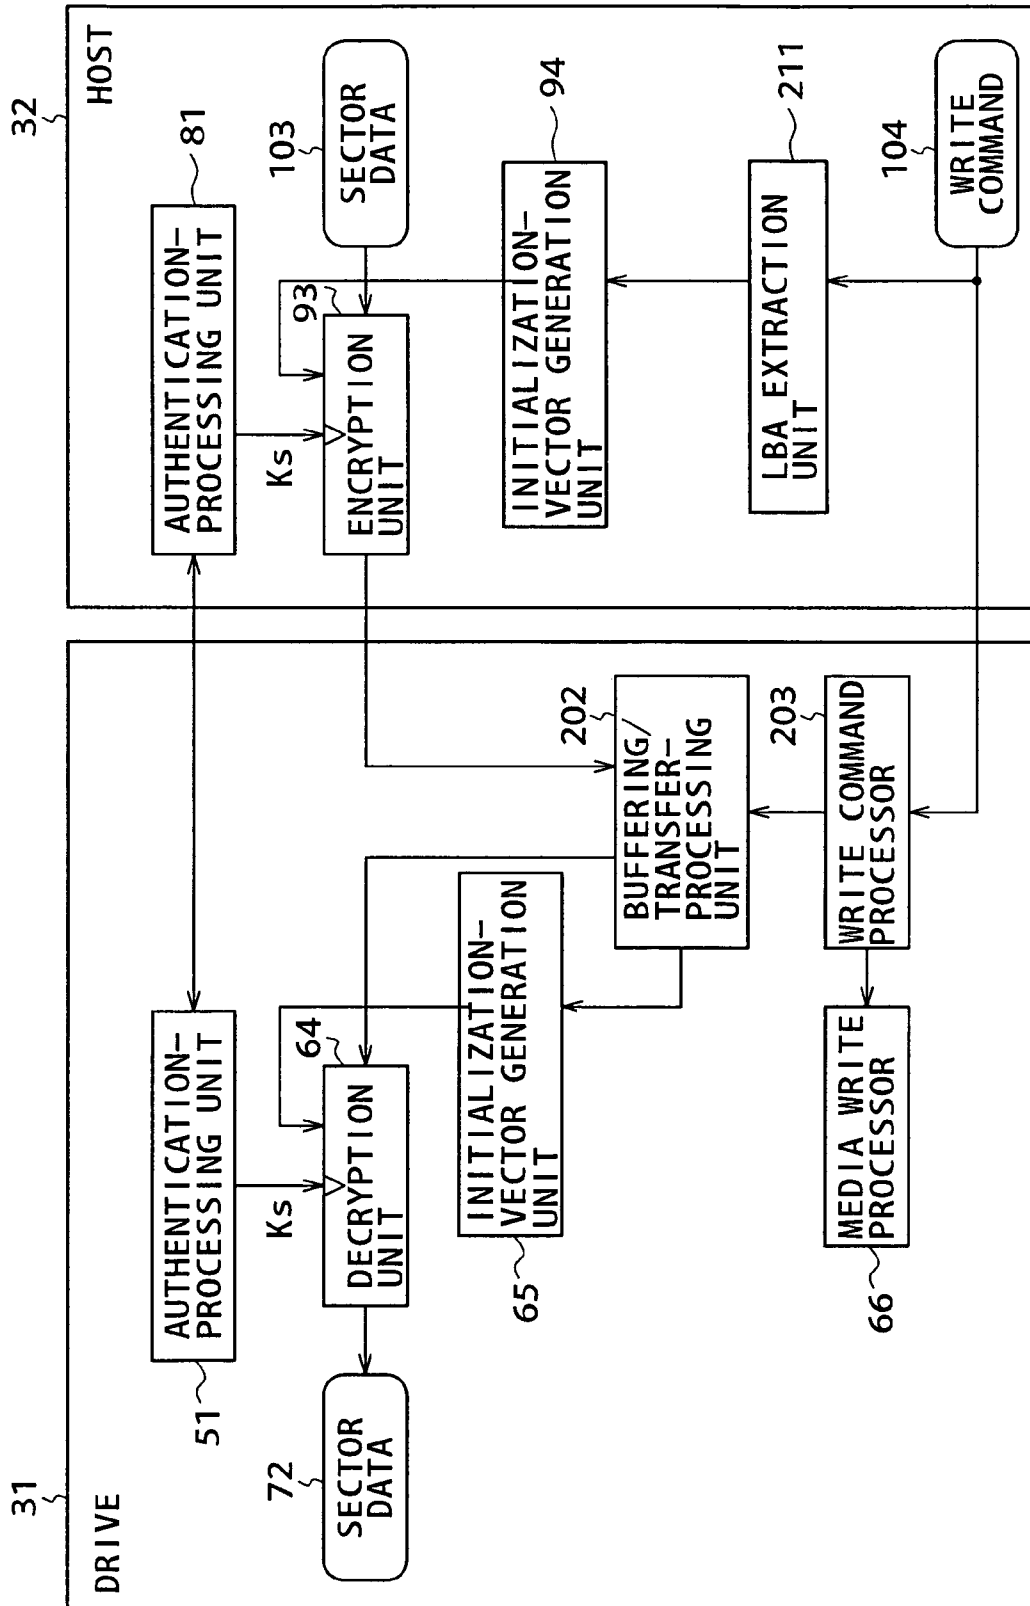 31
DRIVE
32
HOST
51
AUTHENTICATION-
PROCESSING UNIT
81
AUTHENTICATION-
PROCESSING UNIT
72
SECTOR
DATA
Ks
64
DECRYPTION
UNIT
Ks
93
ENCRYPTION
UNIT
103
SECTOR
DATA
65
INITIALIZATION-
VECTOR GENERATION
UNIT
94
INITIALIZATION-
VECTOR GENERATION
UNIT
202
BUFFERING/
TRANSFER-
PROCESSING
UNIT
211
LBA EXTRACTION
UNIT
66
MEDIA WRITE
PROCESSOR
203
WRITE COMMAND
PROCESSOR
104
WRITE
COMMAND